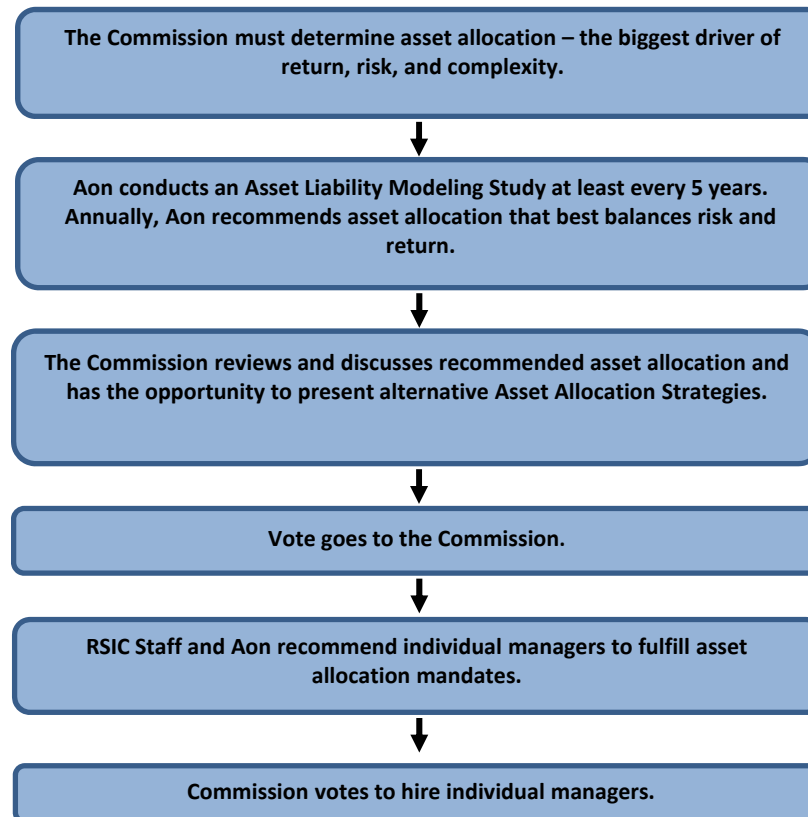 The Commission must determine asset allocation – the biggest driver of
return, risk, and complexity.
Aon conducts an Asset Liability Modeling Study at least every 5 years.
Annually, Aon recommends asset allocation that best balances risk and
return.
The Commission reviews and discusses recommended asset allocation and
has the opportunity to present alternative Asset Allocation Strategies.
Vote goes to the Commission.
RSIC Staff and Aon recommend individual managers to fulfill asset
allocation mandates.
Commission votes to hire individual managers.